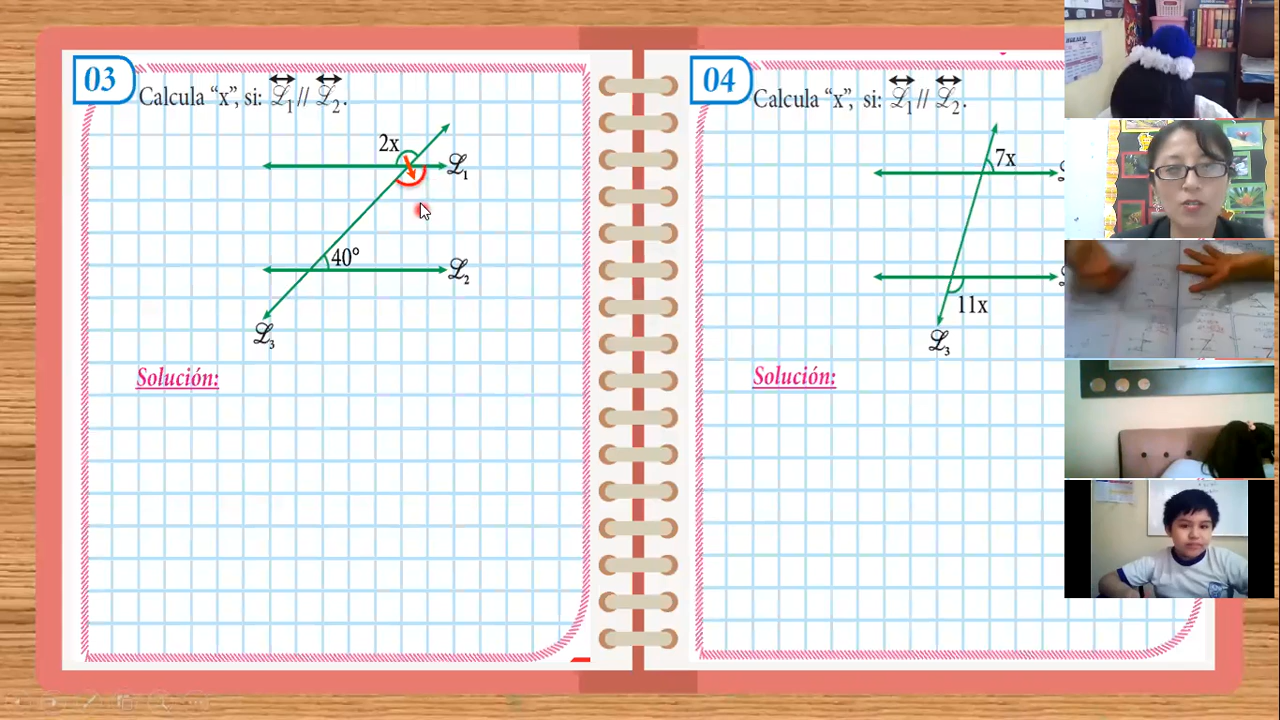 03
Calcula “x”, si: ℒ1 // ℒ2.
2x
ℒ1
40°
ℒ2
ℒ3
Solución:
04
Calcula “x”, si: ℒ1 // ℒ2.
7x
11x
ℒ3
Solución: